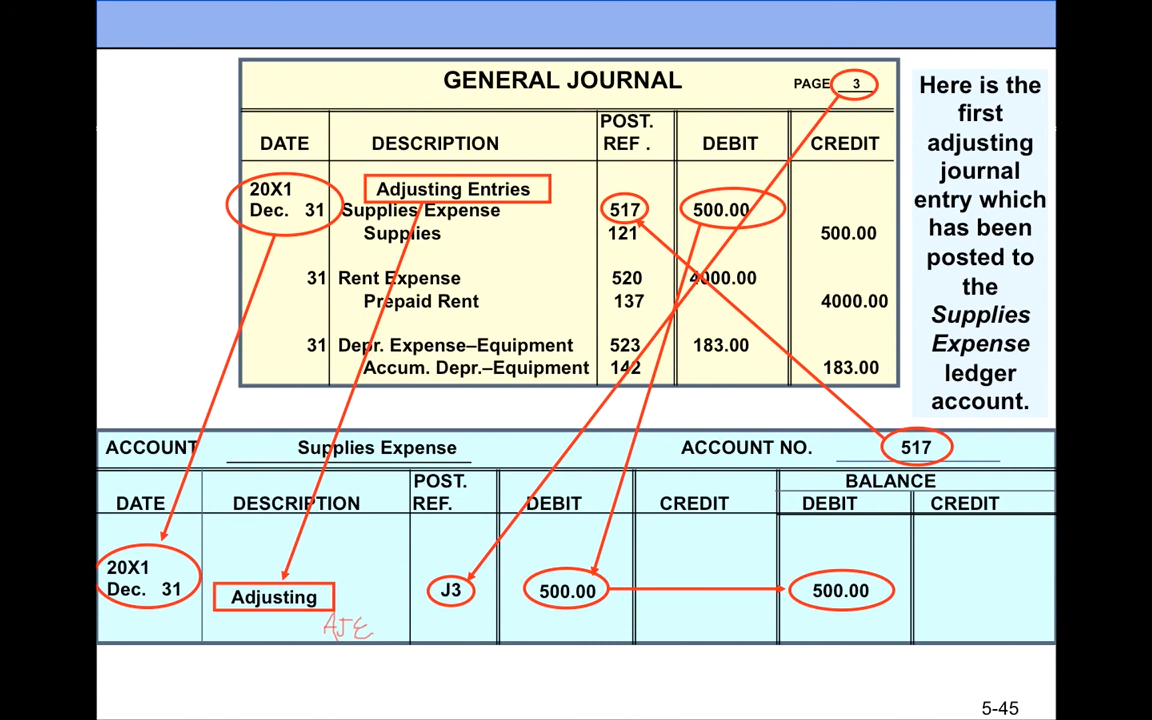 GENERAL JOURNAL PAGE 3
DATE DESCRIPTION POST. REF . DEBIT CREDIT
20X1 Adjusting Entries
Dec. 31 Supplies Expense 517 500.00
Supplies 121 500.00
31 Rent Expense 520 4000.00
Prepaid Rent 137 4000.00
31 Depr. Expense–Equipment 523 183.00
Accum. Depr.–Equipment 142 183.00
Here is the
first
adjusting
journal
entry which
has been
posted to
the
Supplies
Expense
ledger
account.
ACCOUNT Supplies Expense ACCOUNT NO. 517
DATE DESCRIPTION POST. REF. DEBIT CREDIT BALANCE DEBIT CREDIT
20X1
Dec. 31 Adjusting J3 500.00 500.00
AJE
5-45